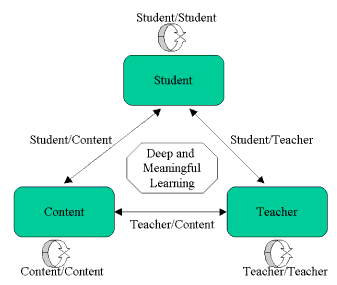 Student/Student
Student
Student/Content
Student/Teacher
Deep and
Meaningful
Learning
Content
Teacher
Teacher/Content
Content/Content
Teacher/Teacher